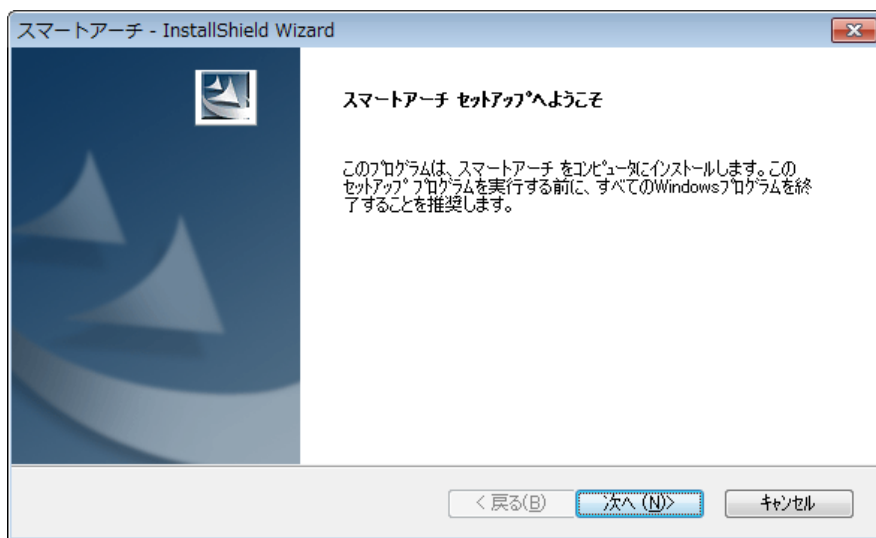 スマートアーチ - InstallShield Wizard
スマートアーチ セットアップへようこそ
このプログラムは、スマートアーチ をコンピュータにインストールします。この
セットアップ プログラムを実行する前に、すべてのWindowsプログラムを終
了することを推奨します。
< 戻る(B)
次へ (N)>
キャンセル